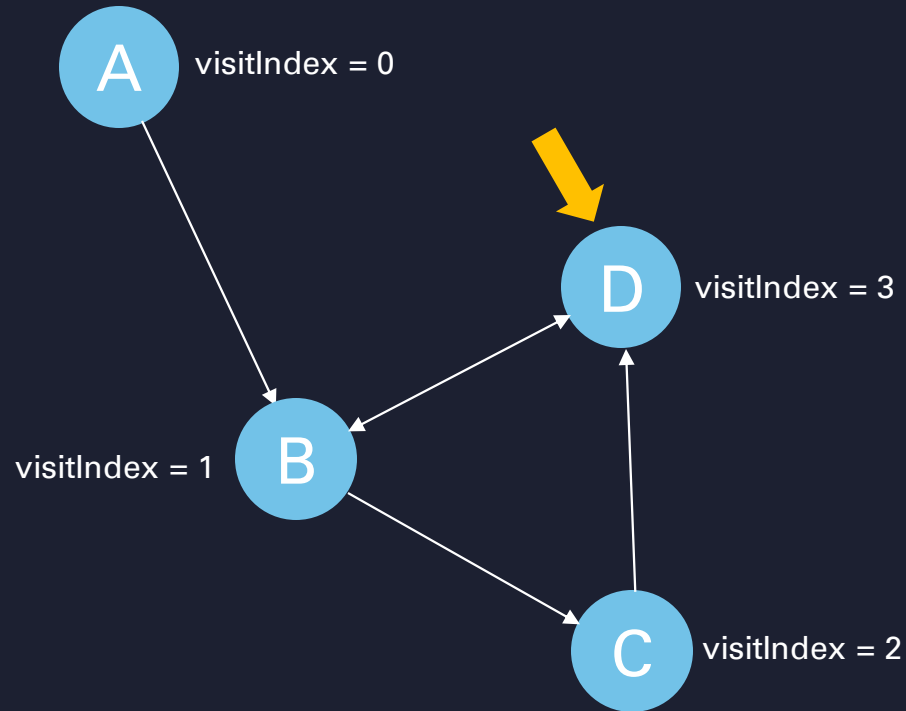 A
visitIndex = 0
D
visitIndex = 3
B
visitIndex = 1
C
visitIndex = 2